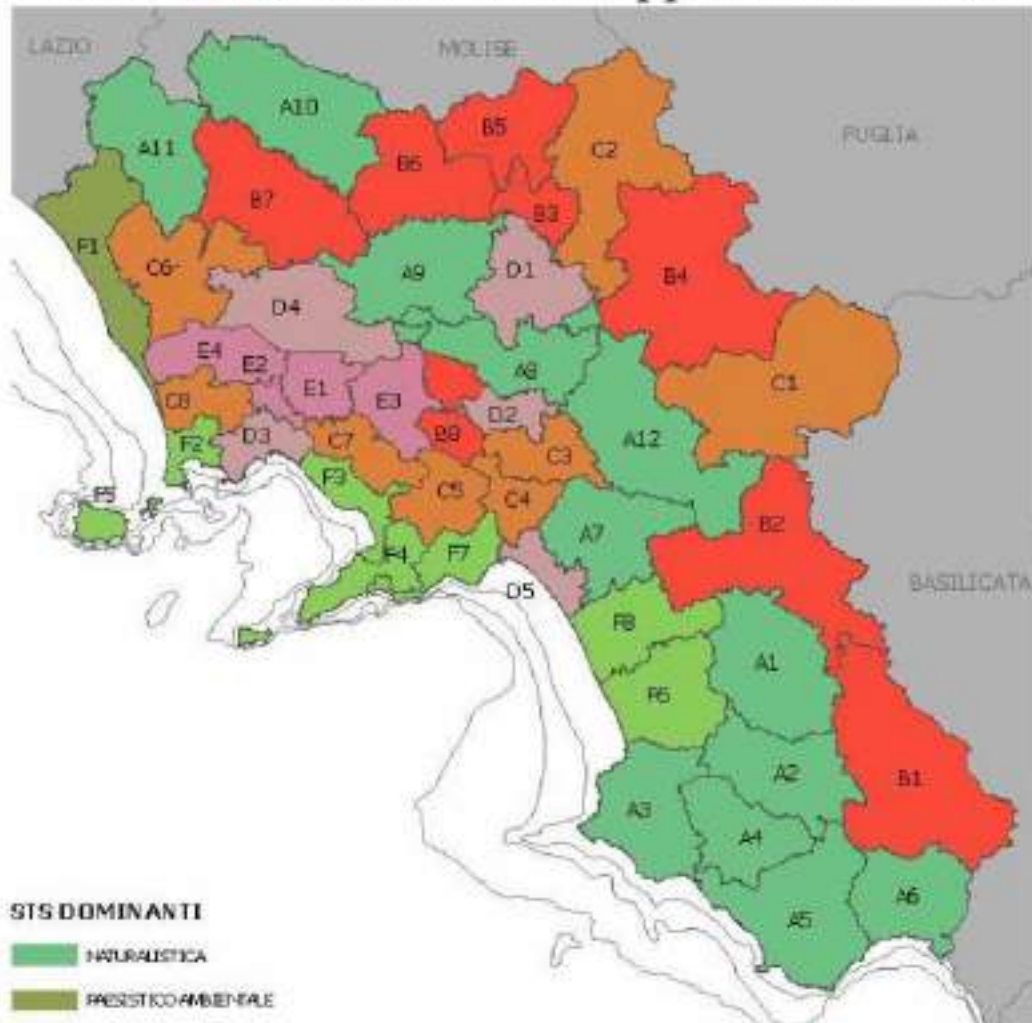 LAZIO
MOLISE
PUGLIA
BASILICATA
A10
A11
B5
C2
B6
B7
B3
F1
C6
A9
D1
B4
D4
E4
E2
A8
C1
E1
E3
D2
C8
B8
A12
F2
D3
C7
C3
F3
C5
C4
F5
B2
F4
F7
A7
D5
F8
A1
F6
A2
B1
A3
A4
A6
A5
STS DOMINANTI
NATURALISTICA
PAESISTICO AMBIENTALE